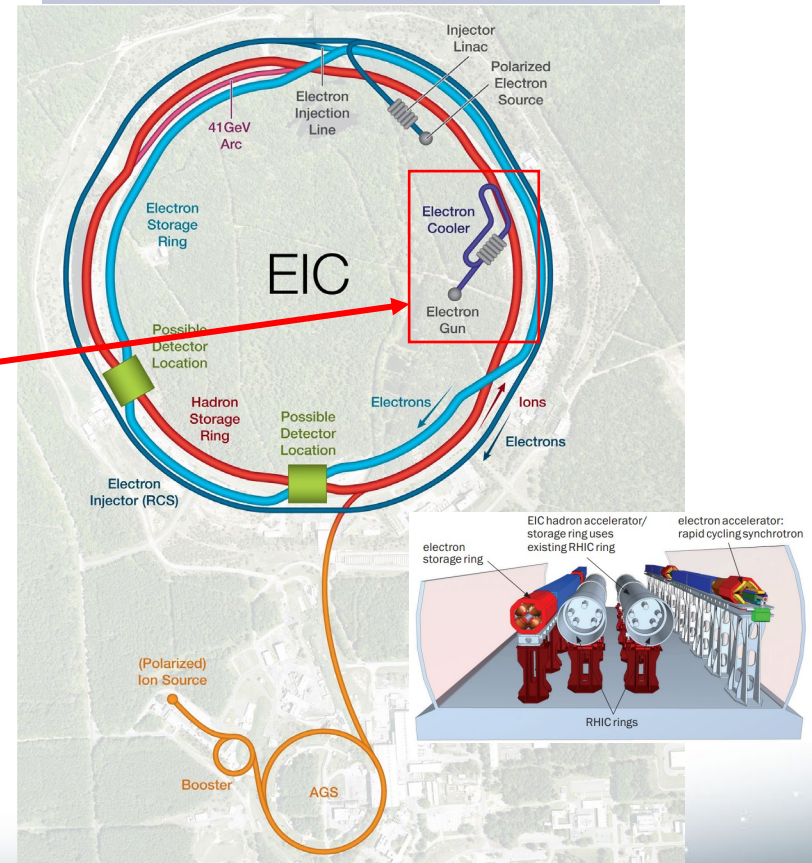 Injector
Linac
Polarized
Electron
Source
Electron
Injection
Line
41GeV
Arc
Electron
Storage
Ring
Electron
Cooler
EIC
Electron
Gun
Possible
Detector
Location
Hadron
Storage
Ring
Possible
Detector
Location
Electrons
Ions
Electrons
Electron
Injector (RCS)
EIC hadron accelerator/
storage ring uses
existing RHIC ring
electron accelerator:
rapid cycling synchrotron
electron
storage ring
RHIC rings
(Polarized)
Ion Source
Booster
AGS